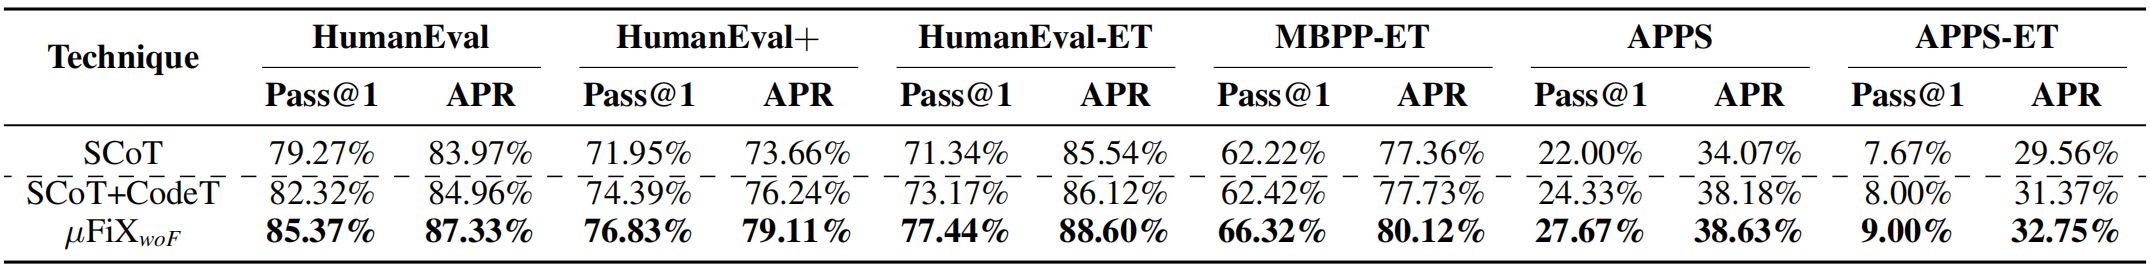 Technique HumanEval HumanEval+ HumanEval-ET MBPP-ET APPS APPS-ET
Pass@1 APR Pass@1 APR Pass@1 APR Pass@1 APR Pass@1 APR Pass@1 APR
SCoT 79.27% 83.97% 71.95% 73.66% 71.34% 85.54% 62.22% 77.36% 22.00% 34.07% 7.67% 29.56%
SCoT+CodeT 82.32% 84.96% 74.39% 76.24% 73.17% 86.12% 62.42% 77.73% 24.33% 38.18% 8.00% 31.37%
μFiXwoF 85.37% 87.33% 76.83% 79.11% 77.44% 88.60% 66.32% 80.12% 27.67% 38.63% 9.00% 32.75%